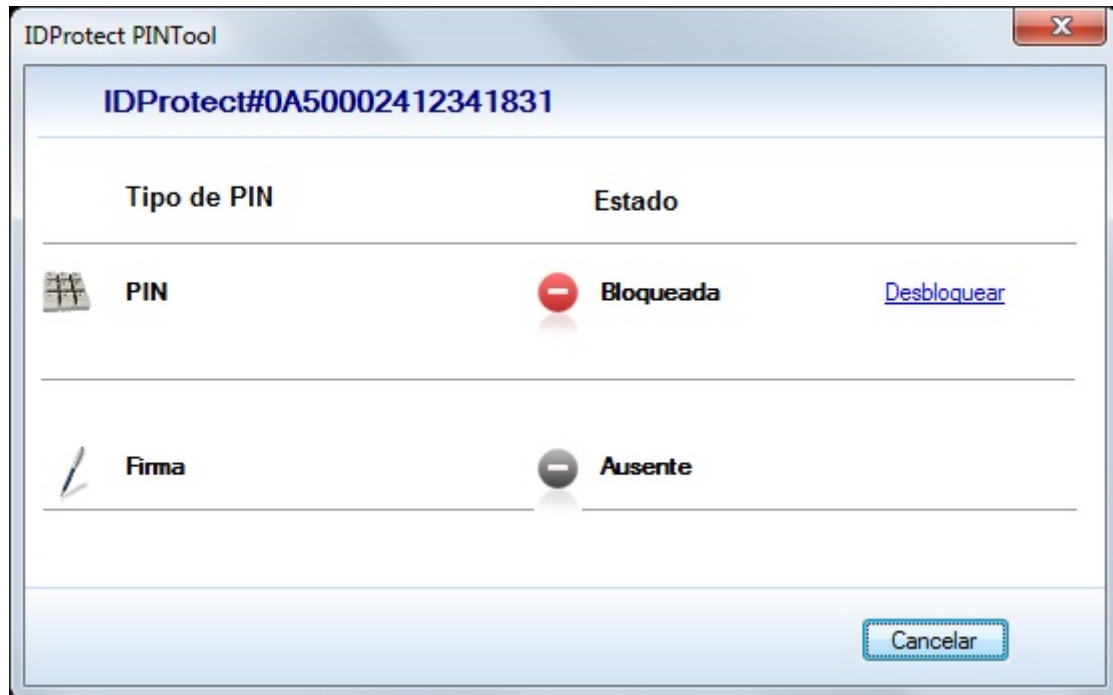 IDProtect PINTool
IDProtect#0A50002412341831
Tipo de PIN Estado
PIN Bloqueada Desbloquear
Firma Ausente
Cancelar